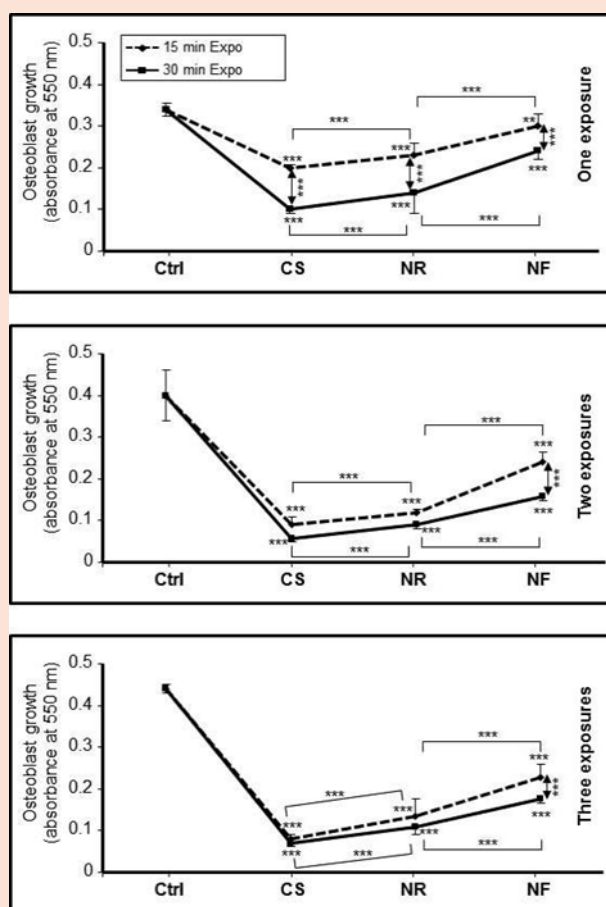 0.5
0.4
0.3
0.2
0.1
0
Osteoblast growth
(absorbance at 550 nm)
15 min Expo
30 min Expo
***
***
***
***
**
***
***
***
***
***
***
***
***
Ctrl
CS
NR
NF
One exposure
0.5
0.4
0.3
0.2
0.1
0
Osteoblast growth
(absorbance at 550 nm)
***
***
***
***
***
***
***
***
***
***
***
Ctrl
CS
NR
NF
Two exposures
0.5
0.4
0.3
0.2
0.1
0
Osteoblast growth
(absorbance at 550 nm)
***
***
***
***
***
***
***
***
***
***
***
Ctrl
CS
NR
NF
Three exposures